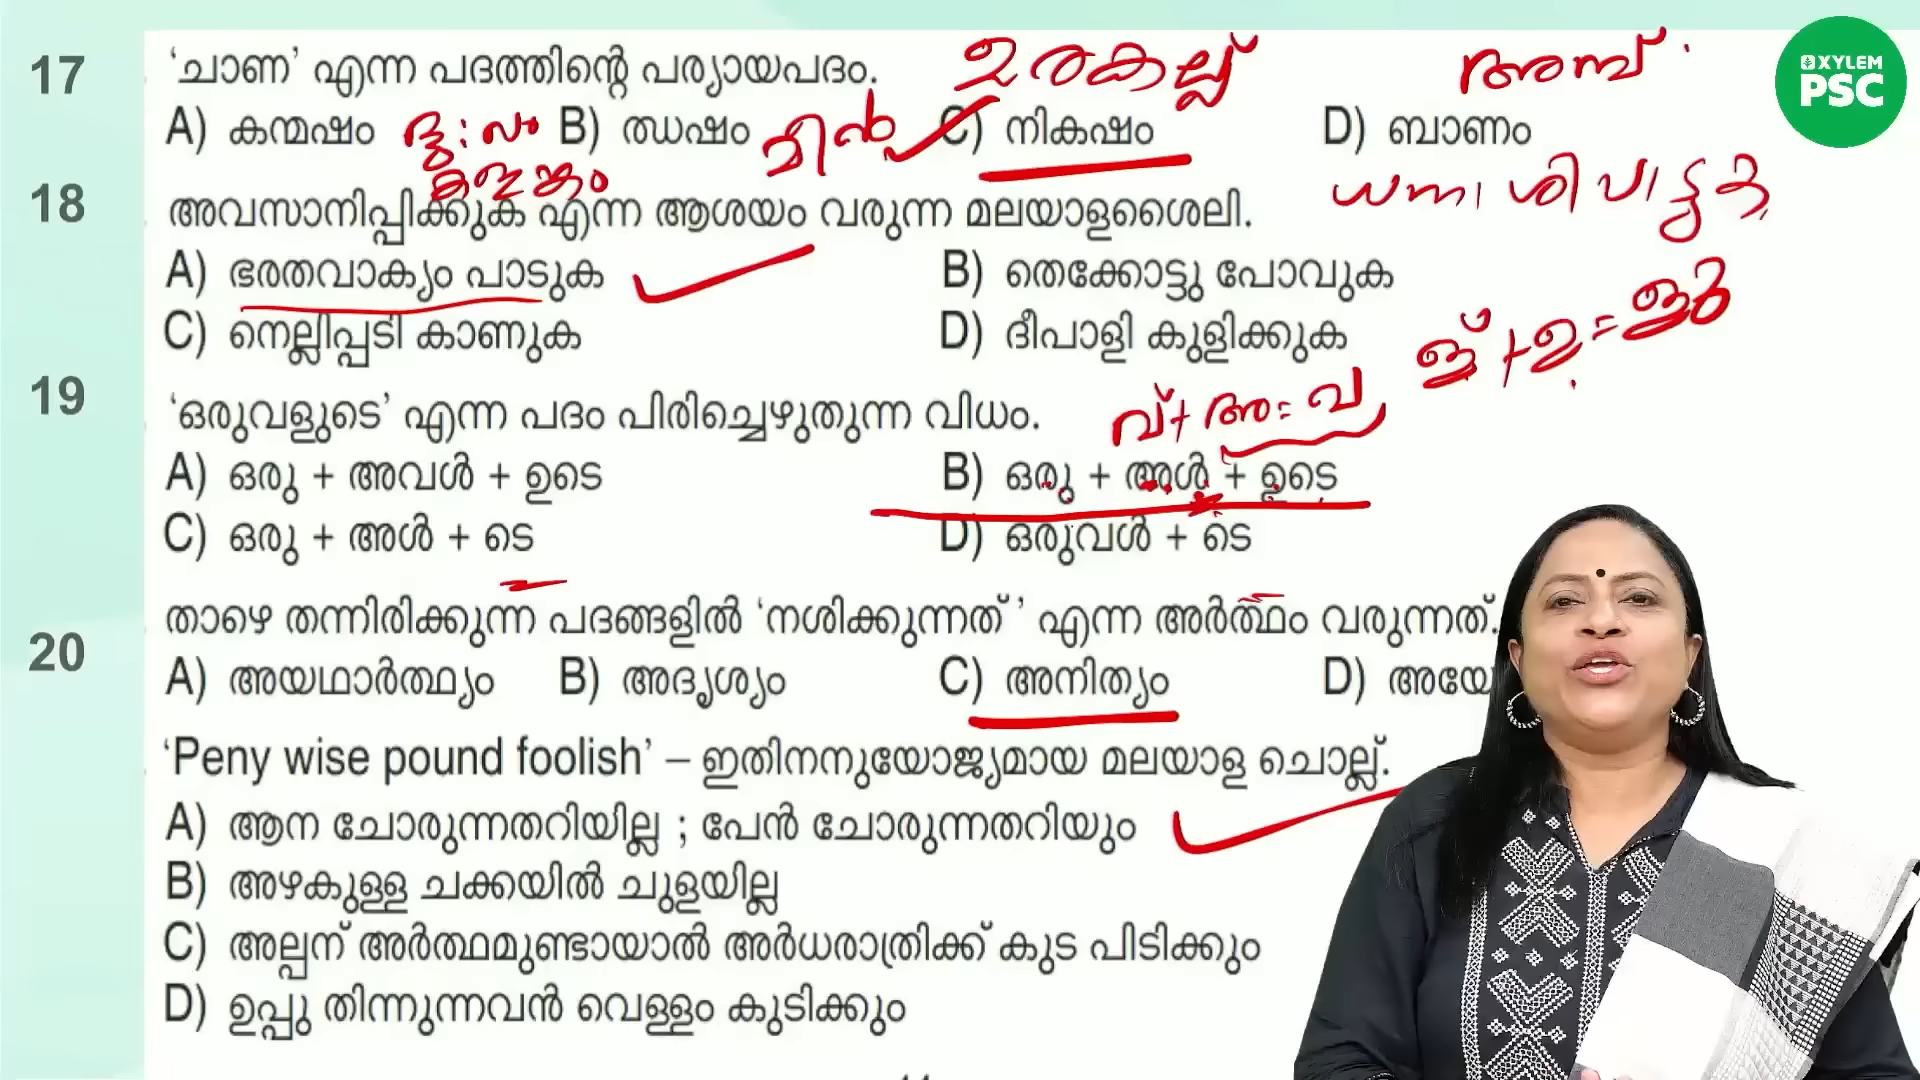 17 'ചാണ' എന്ന പദത്തിന്റെ പര്യായപദം. ഉരകല്ല് അമ്പ്
OXYLEM PSC
A) കന്മഷം B) ഝഷം മീൻ C) നികഷം D) ബാണം
കളങ്കം ധനാശിപാട്ടുക
18 അവസാനിപ്പിക്കുക എന്ന ആശയം വരുന്ന മലയാളശൈലി.
A) ഭരതവാക്യം പാടുക B) തെക്കോട്ടു പോവുക
C) നെല്ലിപ്പടി കാണുക D) ദീപാളി കുളിക്കുക
ള് + ഉ = ളു
19 'ഒരുവളുടെ' എന്ന പദം പിരിച്ചെഴുതുന്ന വിധം. വ് + അ = വ
A) ഒരു + അവൾ + ഉടെ B) ഒരു + അൾ + ഉടെ
C) ഒരു + അൾ + ടെ D) ഒരുവൾ + ടെ
താഴെ തന്നിരിക്കുന്ന പദങ്ങളിൽ 'നശിക്കുന്നത് ' എന്ന അർത്ഥം വരുന്നത്.
20
A) അയഥാർത്ഥ്യം B) അദൃശ്യം C) അനിത്യം D)
'Peny wise pound foolish' – ഇതിനനുയോജ്യമായ മലയാള ചൊല്ല്.
A) ആന ചോരുന്നതറിയില്ല ; പേൻ ചോരുന്നതറിയും
B) അഴകുള്ള ചക്കയിൽ ചുളയില്ല
C) അല്പന് അർത്ഥമുണ്ടായാൽ അർധരാത്രിക്ക് കുട പിടിക്കും
D) ഉപ്പു തിന്നുന്നവൻ വെള്ളം കുടിക്കും